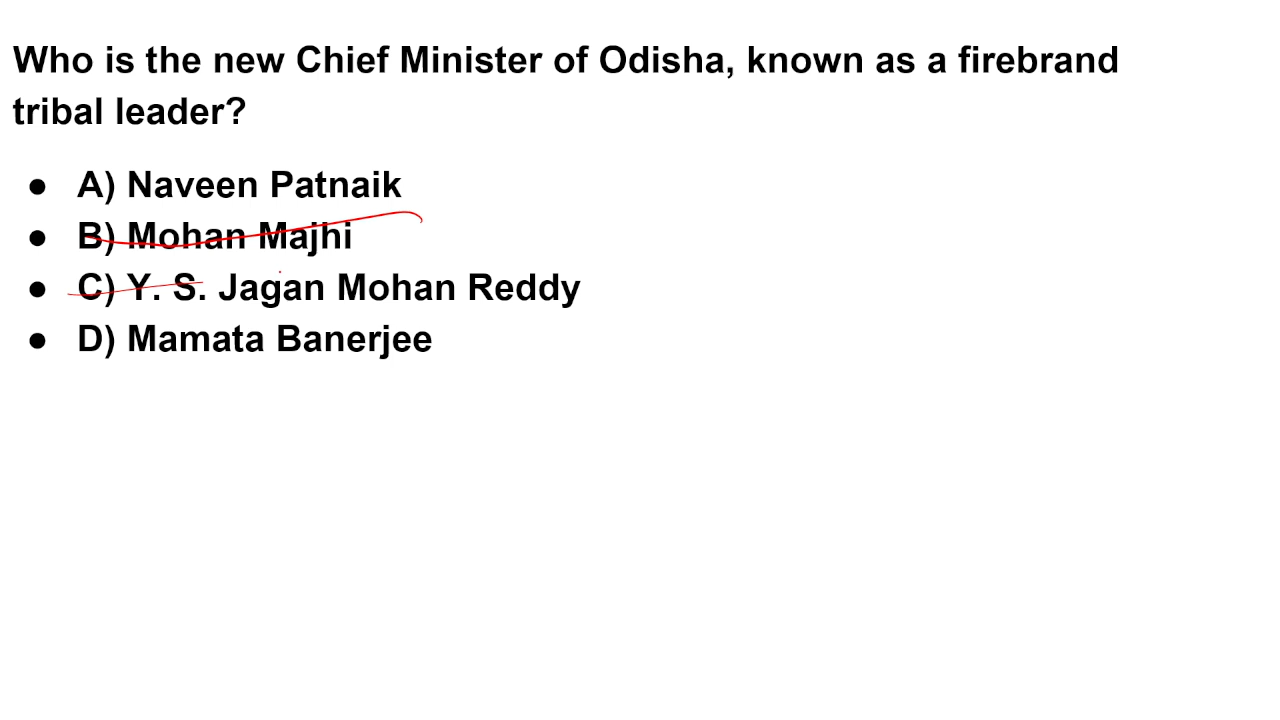 Who is the new Chief Minister of Odisha, known as a firebrand
tribal leader?
● A) Naveen Patnaik
● B) Mohan Majhi
● C) Y. S. Jagan Mohan Reddy
● D) Mamata Banerjee